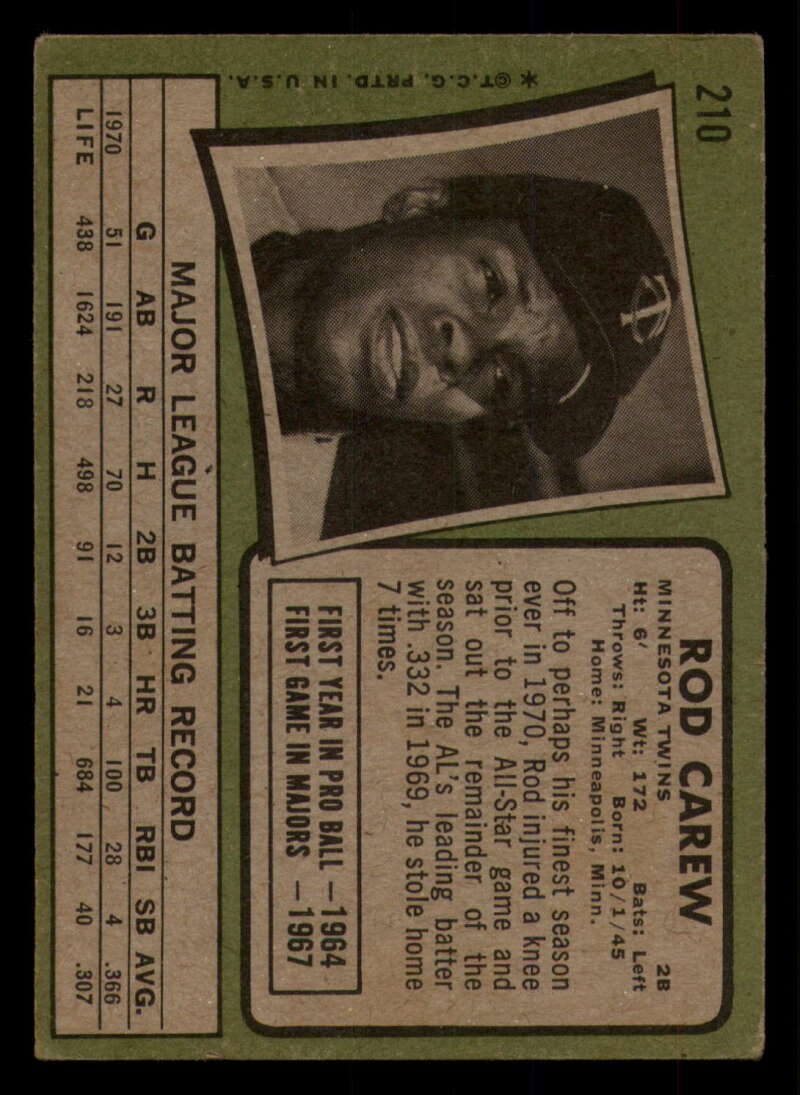 210
✶ ©T.C.G. PRTD. IN U.S.A.
TC
ROD CAREW
MINNESOTA TWINS 2B
Ht: 6' Wt: 172 Bats: Left
Throws: Right Born: 10/1/45
Home: Minneapolis, Minn.
Off to perhaps his finest season
ever in 1970, Rod injured a knee
prior to the All-Star game and
sat out the remainder of the
season. The AL's leading batter
with .332 in 1969, he stole home
7 times.
FIRST YEAR IN PRO BALL —1964
FIRST GAME IN MAJORS —1967
MAJOR LEAGUE BATTING RECORD
G AB R H 2B 3B HR TB RBI SB AVG.
1970 51 191 27 70 12 3 4 100 28 4 .366
LIFE 438 1624 218 498 91 16 21 684 177 40 .307